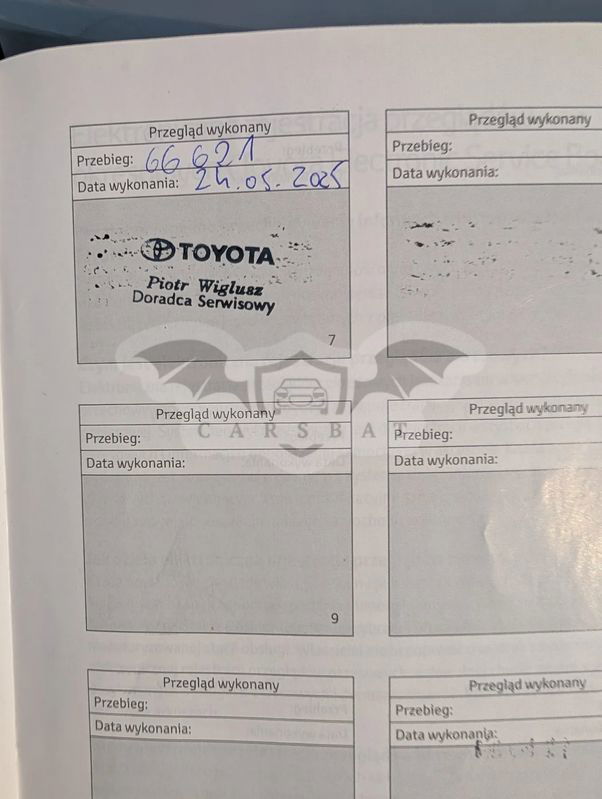 Przegląd wykonany
Przebieg: 66 621
Data wykonania: 24.05.2025
TOYOTA
Piotr Wiglusz
Doradca Serwisowy
7
Przegląd wykonany
Przebieg:
Data wykonania:
CARSBAT
Przegląd wykonany
Przebieg:
Data wykonania:
9
Przegląd wykonany
Przebieg:
Data wykonania:
Przegląd wykonany
Przebieg:
Data wykonania:
Przegląd wykonany
Przebieg:
Data wykonania: